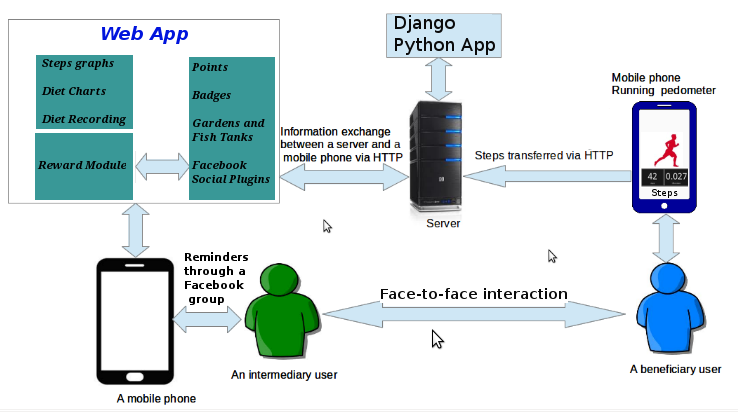 Web App
Steps graphs
Diet Charts
Diet Recording
Reward Module
Points
Badges
Gardens and
Fish Tanks
Facebook
Social Plugins
Django
Python App
Information exchange
between a server and a
mobile phone via HTTP
Server
Steps transferred via HTTP
Mobile phone
Running pedometer
42
0.027
Steps
Reminders
through a
Facebook
group
Face-to-face interaction
A mobile phone
An intermediary user
A beneficiary user